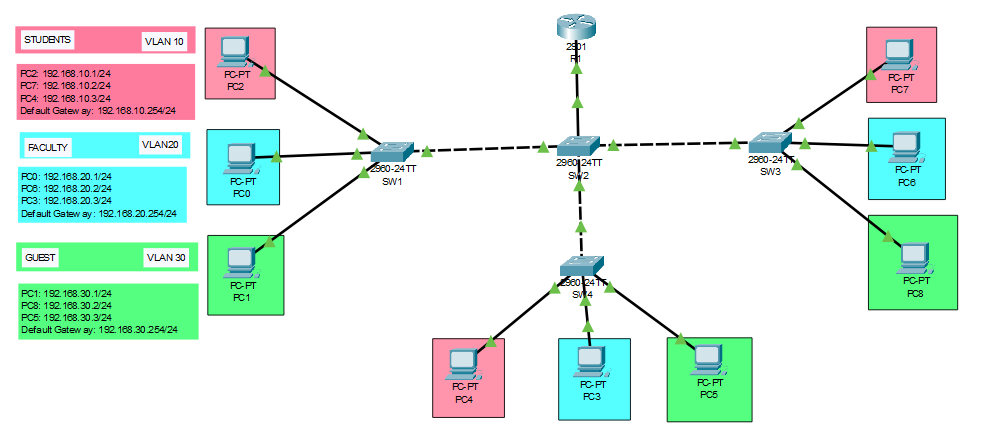 STUDENTS VLAN 10
PC2: 192.168.10.1/24
PC7: 192.168.10.2/24
PC4: 192.168.10.3/24
Default Gateway: 192.168.10.254/24
FACULTY VLAN20
PC0: 192.168.20.1/24
PC6: 192.168.20.2/24
PC3: 192.168.20.3/24
Default Gateway: 192.168.20.254/24
GUEST VLAN 30
PC1: 192.168.30.1/24
PC8: 192.168.30.2/24
PC5: 192.168.30.3/24
Default Gateway: 192.168.30.254/24
PC-PT
PC2
PC-PT
PC0
PC-PT
PC1
2960-24TT
SW1
2901
R1
2960-24TT
SW2
2960-24TT
SW3
2960-24TT
SW4
PC-PT
PC7
PC-PT
PC6
PC-PT
PC8
PC-PT
PC4
PC-PT
PC3
PC-PT
PC5